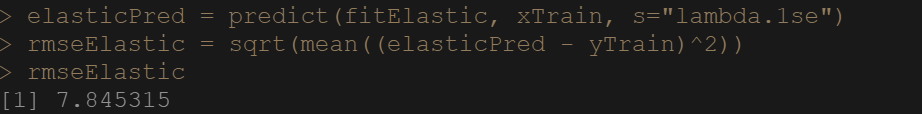 > elasticPred = predict(fitElastic, xTrain, s="lambda.1se")
> rmseElastic = sqrt(mean((elasticPred - yTrain)^2))
> rmseElastic
[1] 7.845315